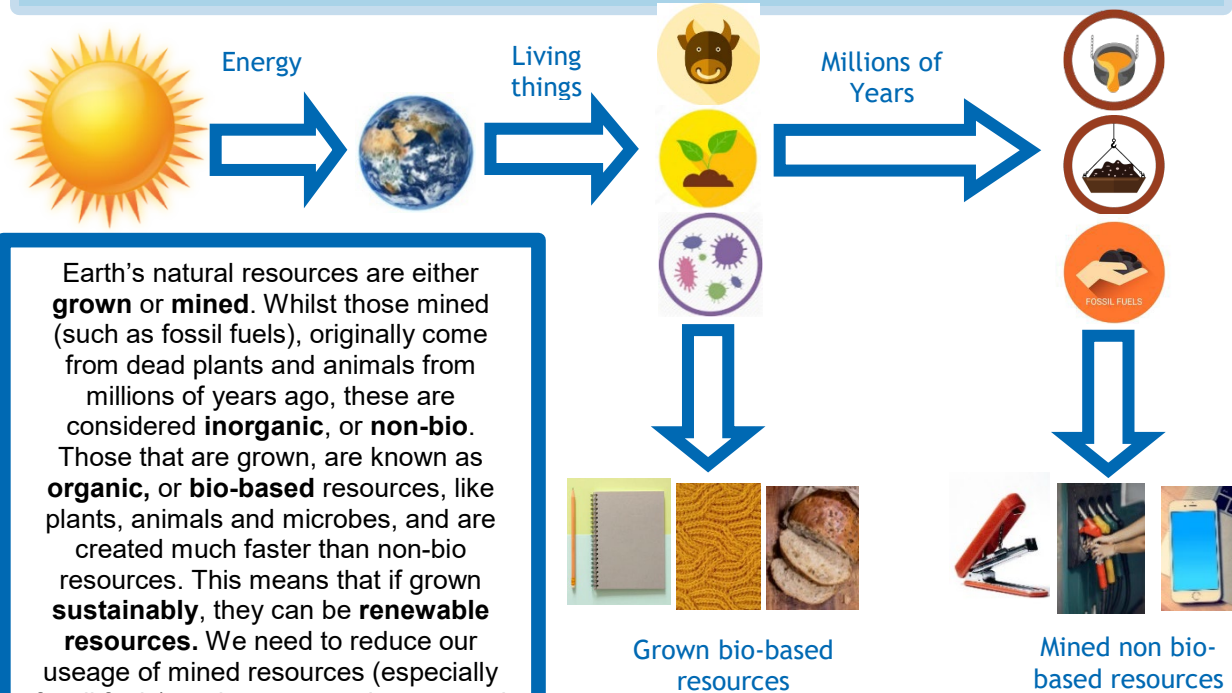 Energy
Living
things
Millions of
Years
FOSSIL FUELS
Earth's natural resources are either
grown or mined. Whilst those mined
(such as fossil fuels), originally come
from dead plants and animals from
millions of years ago, these are
considered inorganic, or non-bio.
Those that are grown, are known as
organic, or bio-based resources, like
plants, animals and microbes, and are
created much faster than non-bio
resources. This means that if grown
sustainably, they can be renewable
resources. We need to reduce our
useage of mined resources (especially
Grown bio-based
resources
Mined non bio-
based resources